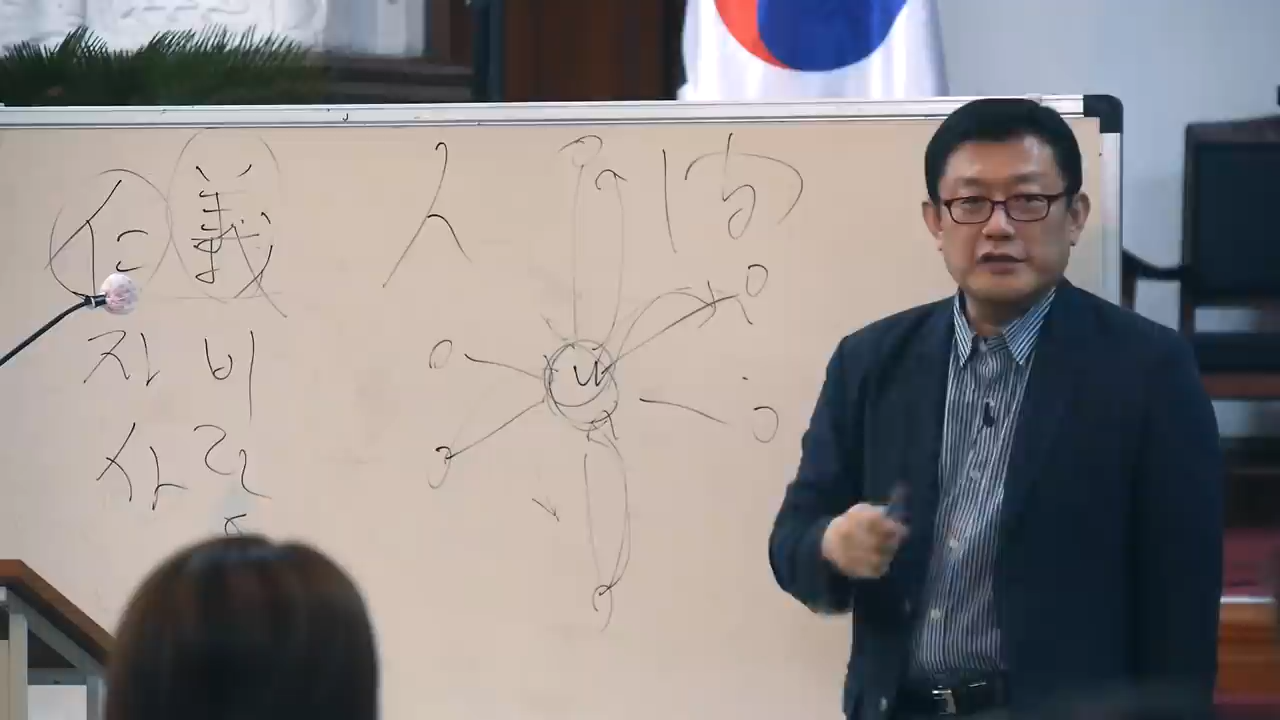 仁 義 人 間
자 비
사 랑